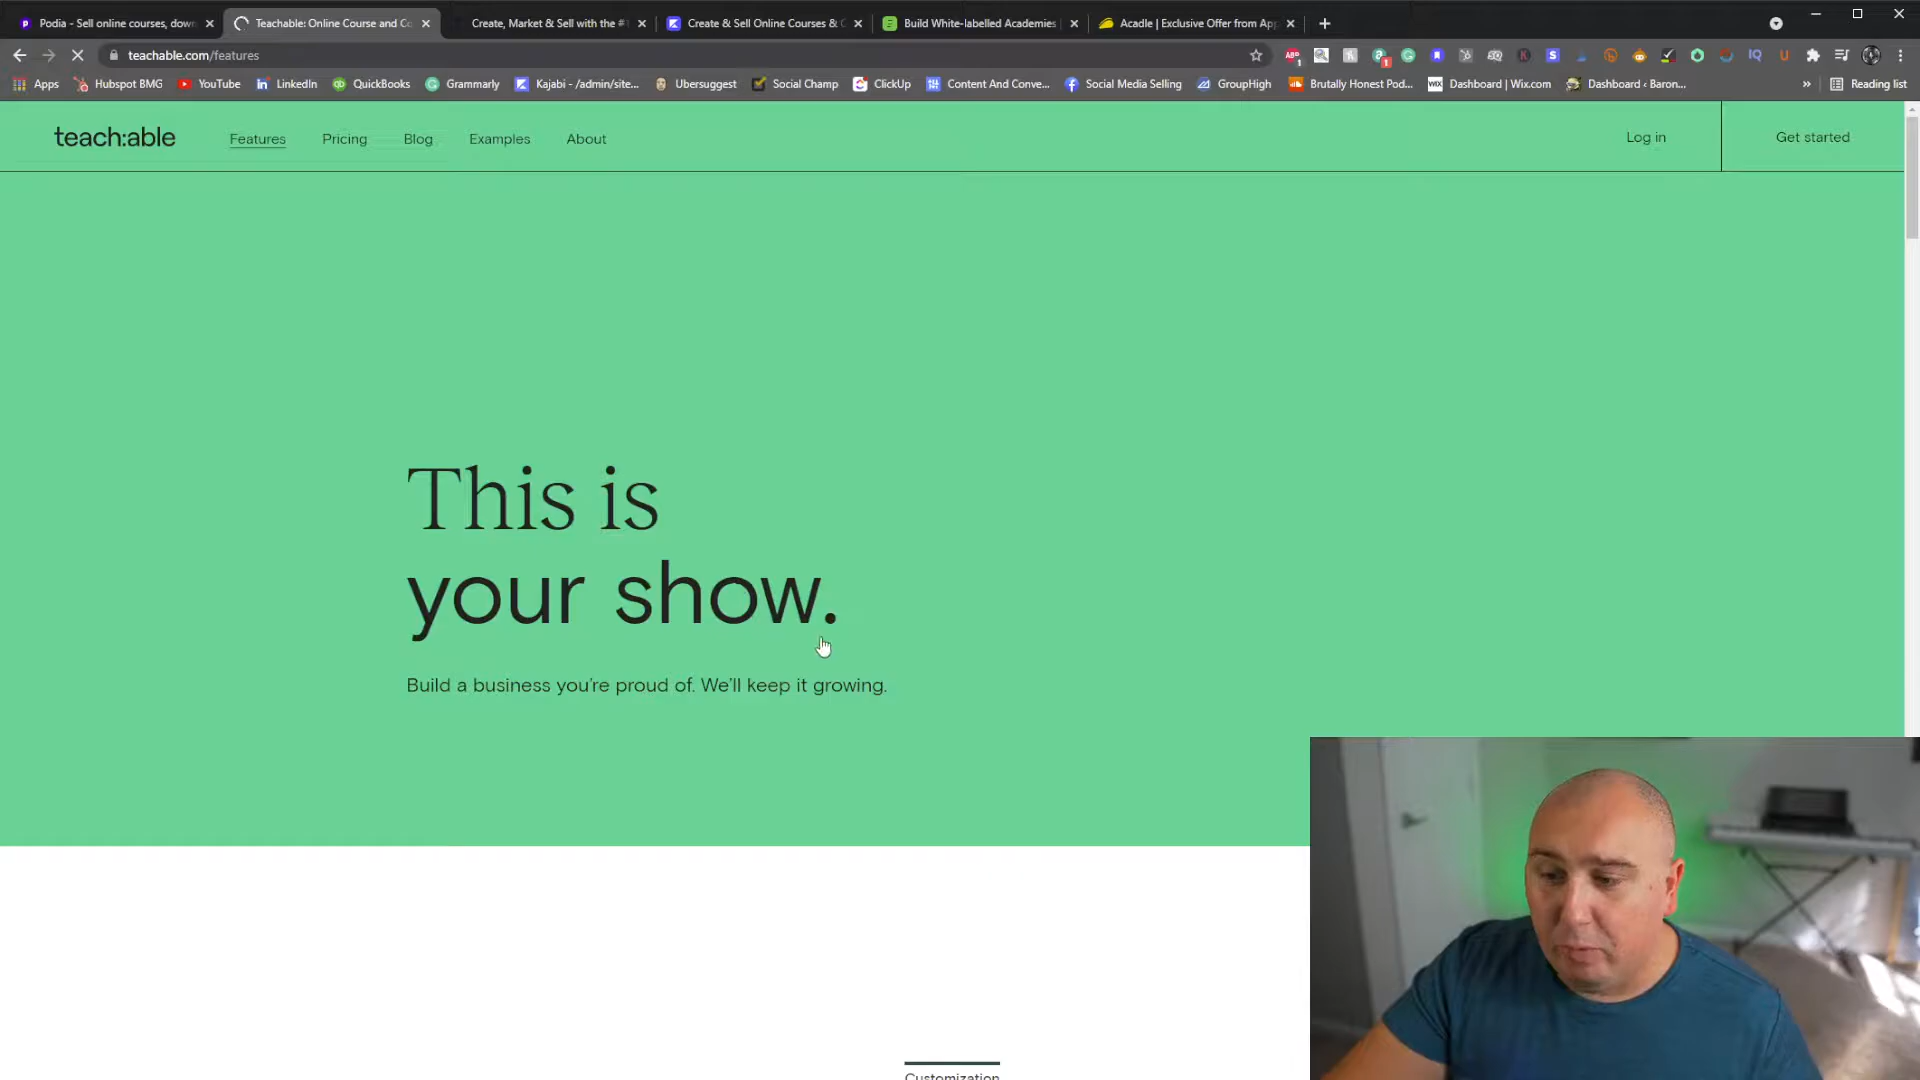 Podia - Sell online courses, down
Teachable: Online Course and Co
Create, Market & Sell with the #1
Create & Sell Online Courses & C
Build White-labelled Academies
Acadle | Exclusive Offer from App
teachable.com/features
Apps
Hubspot BMG
YouTube
LinkedIn
QuickBooks
Grammarly
Kajabi - /admin/site...
Ubersuggest
Social Champ
ClickUp
Content And Conve...
Social Media Selling
GroupHigh
Brutally Honest Pod...
Dashboard | Wix.com
Dashboard ‹ Baron...
»
Reading list
teach:able
Features
Pricing
Blog
Examples
About
Log in
Get started
This is
your show.
Build a business you're proud of. We'll keep it growing.
Customization